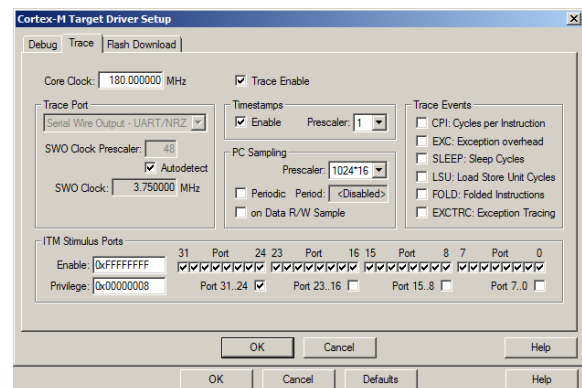 Cortex-M Target Driver Setup
Debug Trace Flash Download
Core Clock: 180.000000 MHz Trace Enable
Trace Port
Serial Wire Output - UART/NRZ
SWO Clock Prescaler: 48
Autodetect
SWO Clock: 3.750000 MHz
Timestamps
Enable Prescaler: 1
PC Sampling
Prescaler: 1024*16
Periodic Period: <Disabled>
on Data R/W Sample
Trace Events
CPI: Cycles per Instruction
EXC: Exception overhead
SLEEP: Sleep Cycles
LSU: Load Store Unit Cycles
FOLD: Folded Instructions
EXCTRC: Exception Tracing
ITM Stimulus Ports
31 Port 24 23 Port 16 15 Port 8 7 Port 0
Enable: 0xFFFFFFFF
Privilege: 0x00000008 Port 31..24 Port 23..16 Port 15..8 Port 7..0
OK Cancel Help
OK Cancel Defaults Help